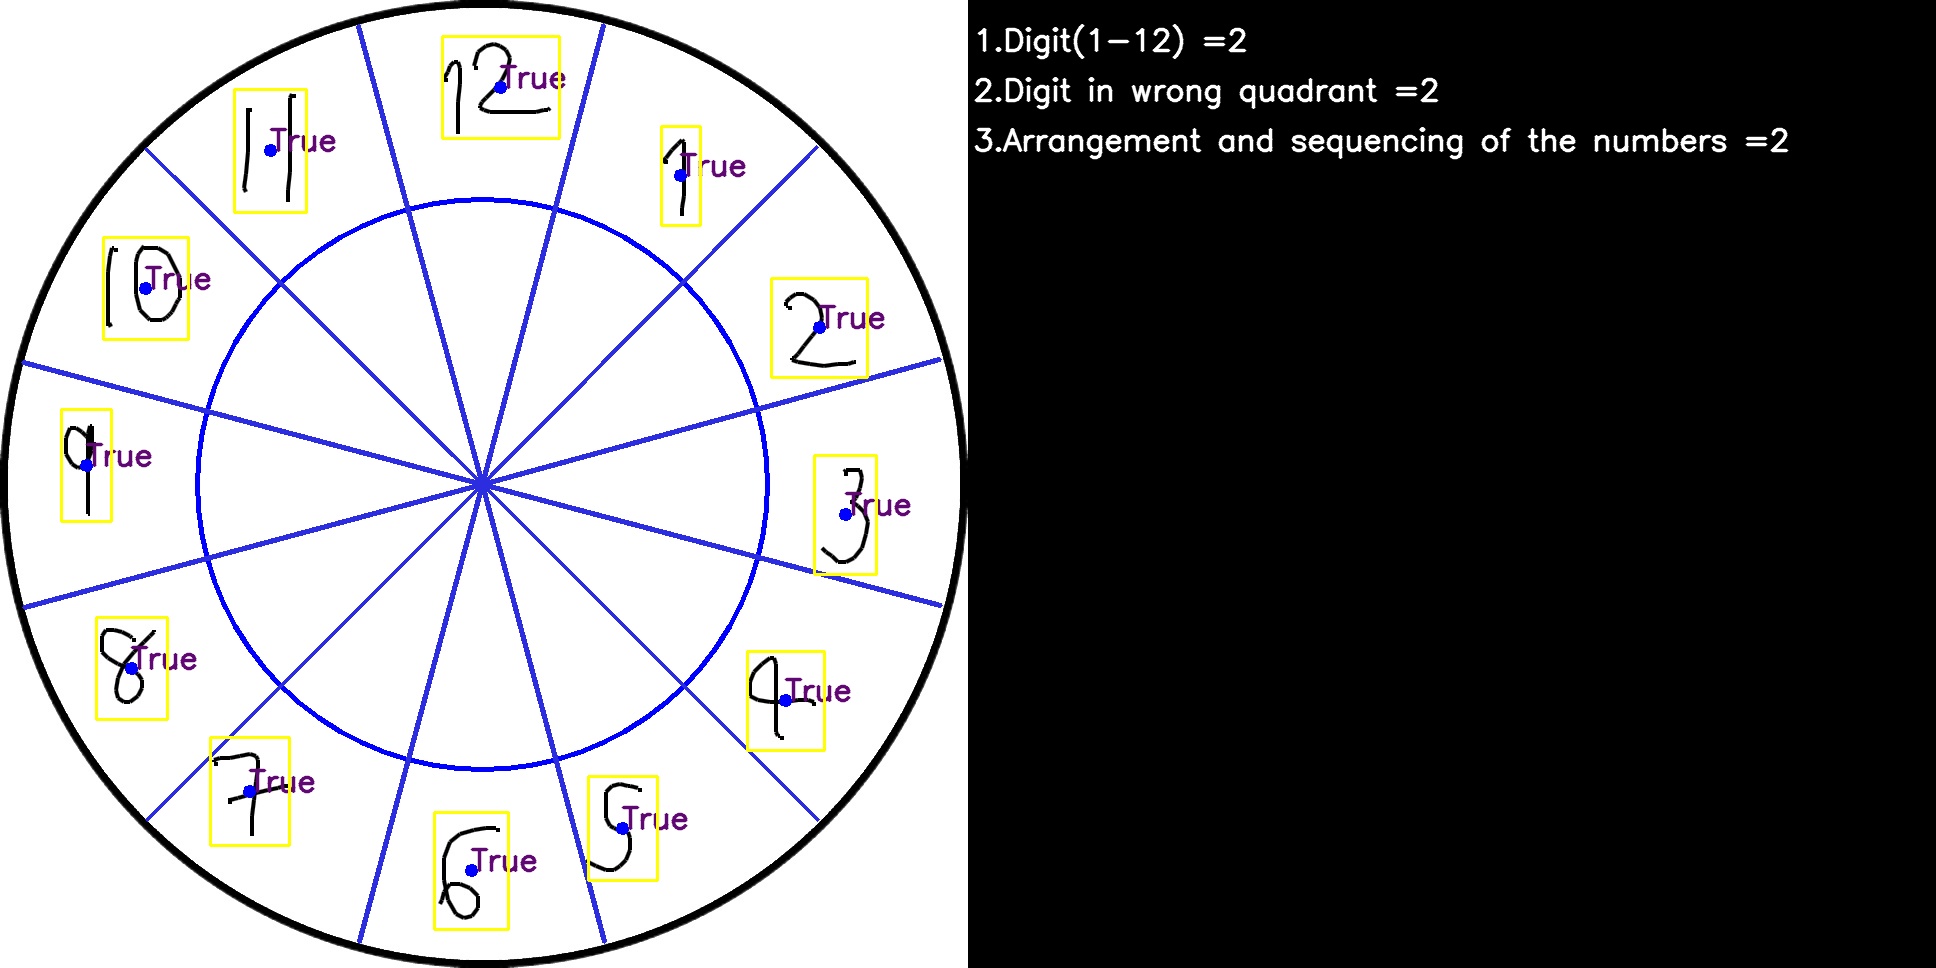 12 True
11 True
1 True
10 True
2 True
9 True
3 True
8 True
4 True
7 True
5 True
6 True
1.Digit(1-12) =2
2.Digit in wrong quadrant =2
3.Arrangement and sequencing of the numbers =2